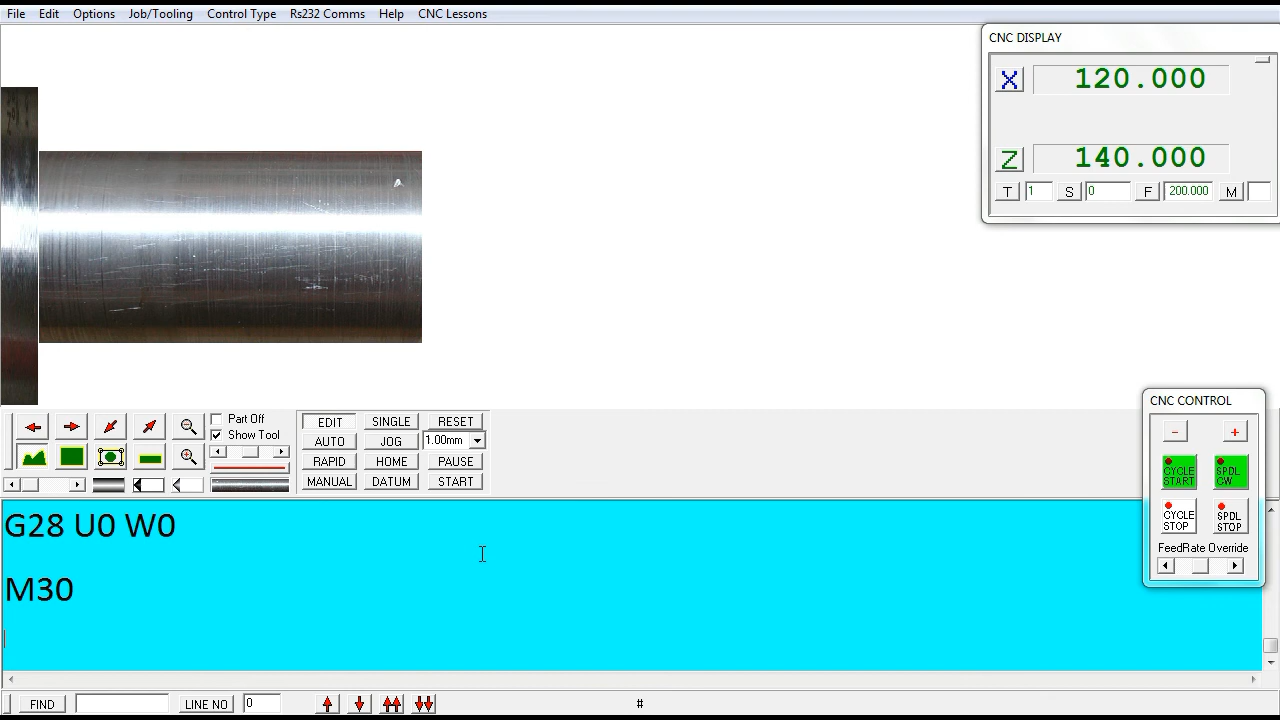 File Edit Options Job/Tooling Control Type Rs232 Comms Help CNC Lessons
CNC DISPLAY
X 120.000
Z 140.000
T 1 S 0 F 200.000 M
CNC CONTROL
- +
CYCLE START SPDL CW
CYCLE STOP SPDL STOP
FeedRate Override
Part Off
Show Tool
EDIT SINGLE RESET
AUTO JOG 1.00mm
RAPID HOME PAUSE
MANUAL DATUM START
G28 U0 W0
M30
FIND LINE NO 0 #